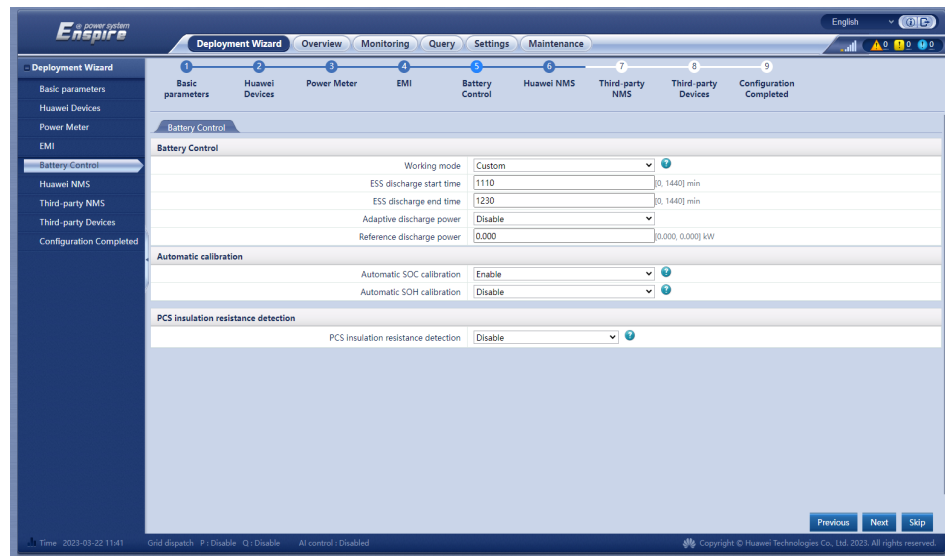 e power system
Enspire
English
Deployment Wizard Overview Monitoring Query Settings Maintenance
0 0 0
Deployment Wizard
Basic parameters
Huawei Devices
Power Meter
EMI
Battery Control
Huawei NMS
Third-party NMS
Third-party Devices
Configuration Completed
1 2 3 4 5 6 7 8 9
Basic parameters
Huawei Devices
Power Meter
EMI
Battery Control
Huawei NMS
Third-party NMS
Third-party Devices
Configuration Completed
Battery Control
Battery Control
Working mode Custom
ESS discharge start time 1110 [0, 1440] min
ESS discharge end time 1230 [0, 1440] min
Adaptive discharge power Disable
Reference discharge power 0.000 [0.000, 0.000] kW
Automatic calibration
Automatic SOC calibration Enable
Automatic SOH calibration Disable
PCS insulation resistance detection
PCS insulation resistance detection Disable
Previous Next Skip
Time 2023-03-22 11:41 Grid dispatch P : Disable Q : Disable AI control : Disabled Copyright © Huawei Technologies Co., Ltd. 2023. All rights reserved.